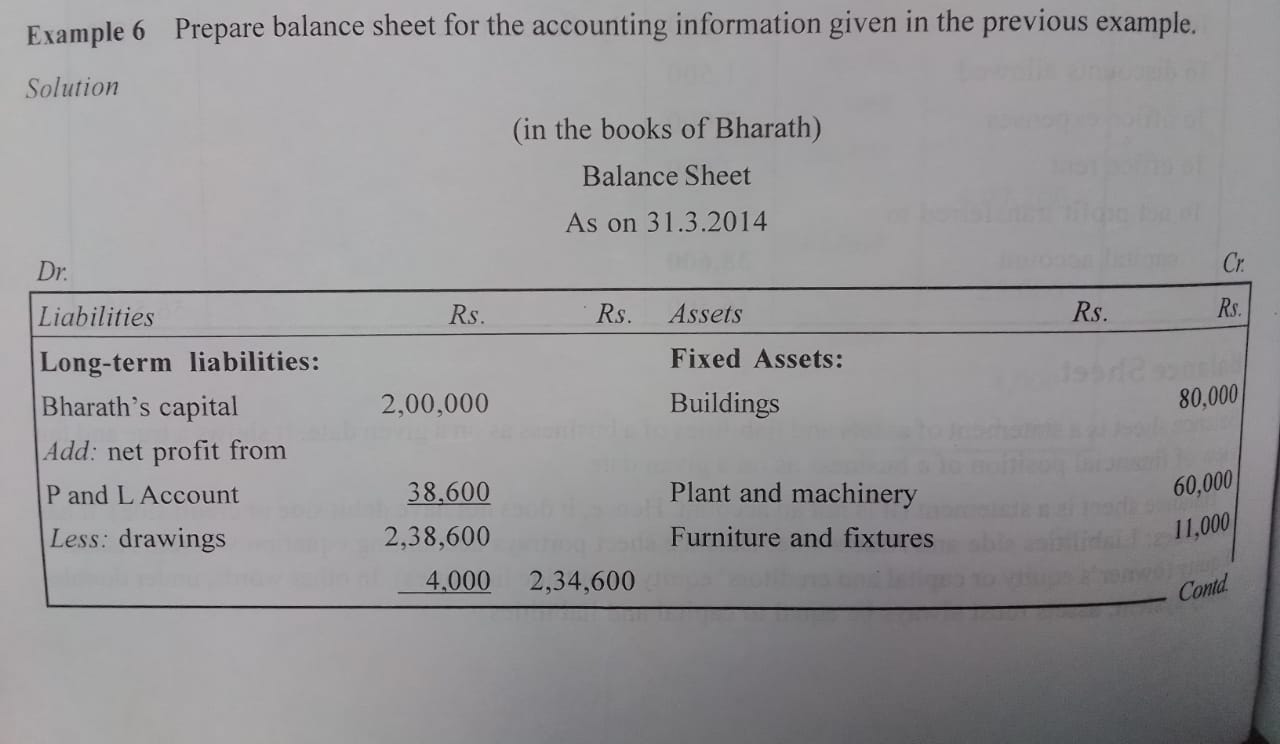 Example 6 Prepare balance sheet for the accounting information given in the previous example.
Solution
(in the books of Bharath)
Balance Sheet
As on 31.3.2014
Dr. Cr.
Liabilities Rs. Rs. Assets Rs. Rs.
Long-term liabilities: Fixed Assets:
Bharath's capital 2,00,000 Buildings 80,000
Add: net profit from
P and L Account 38,600 Plant and machinery 60,000
Less: drawings 2,38,600 Furniture and fixtures 11,000
4,000 2,34,600
Contd.